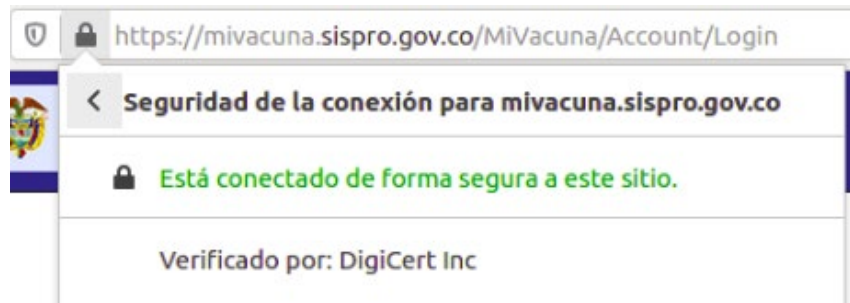 https://mivacuna.sispro.gov.co/MiVacuna/Account/Login
Seguridad de la conexión para mivacuna.sispro.gov.co
Está conectado de forma segura a este sitio.
Verificado por: DigiCert Inc